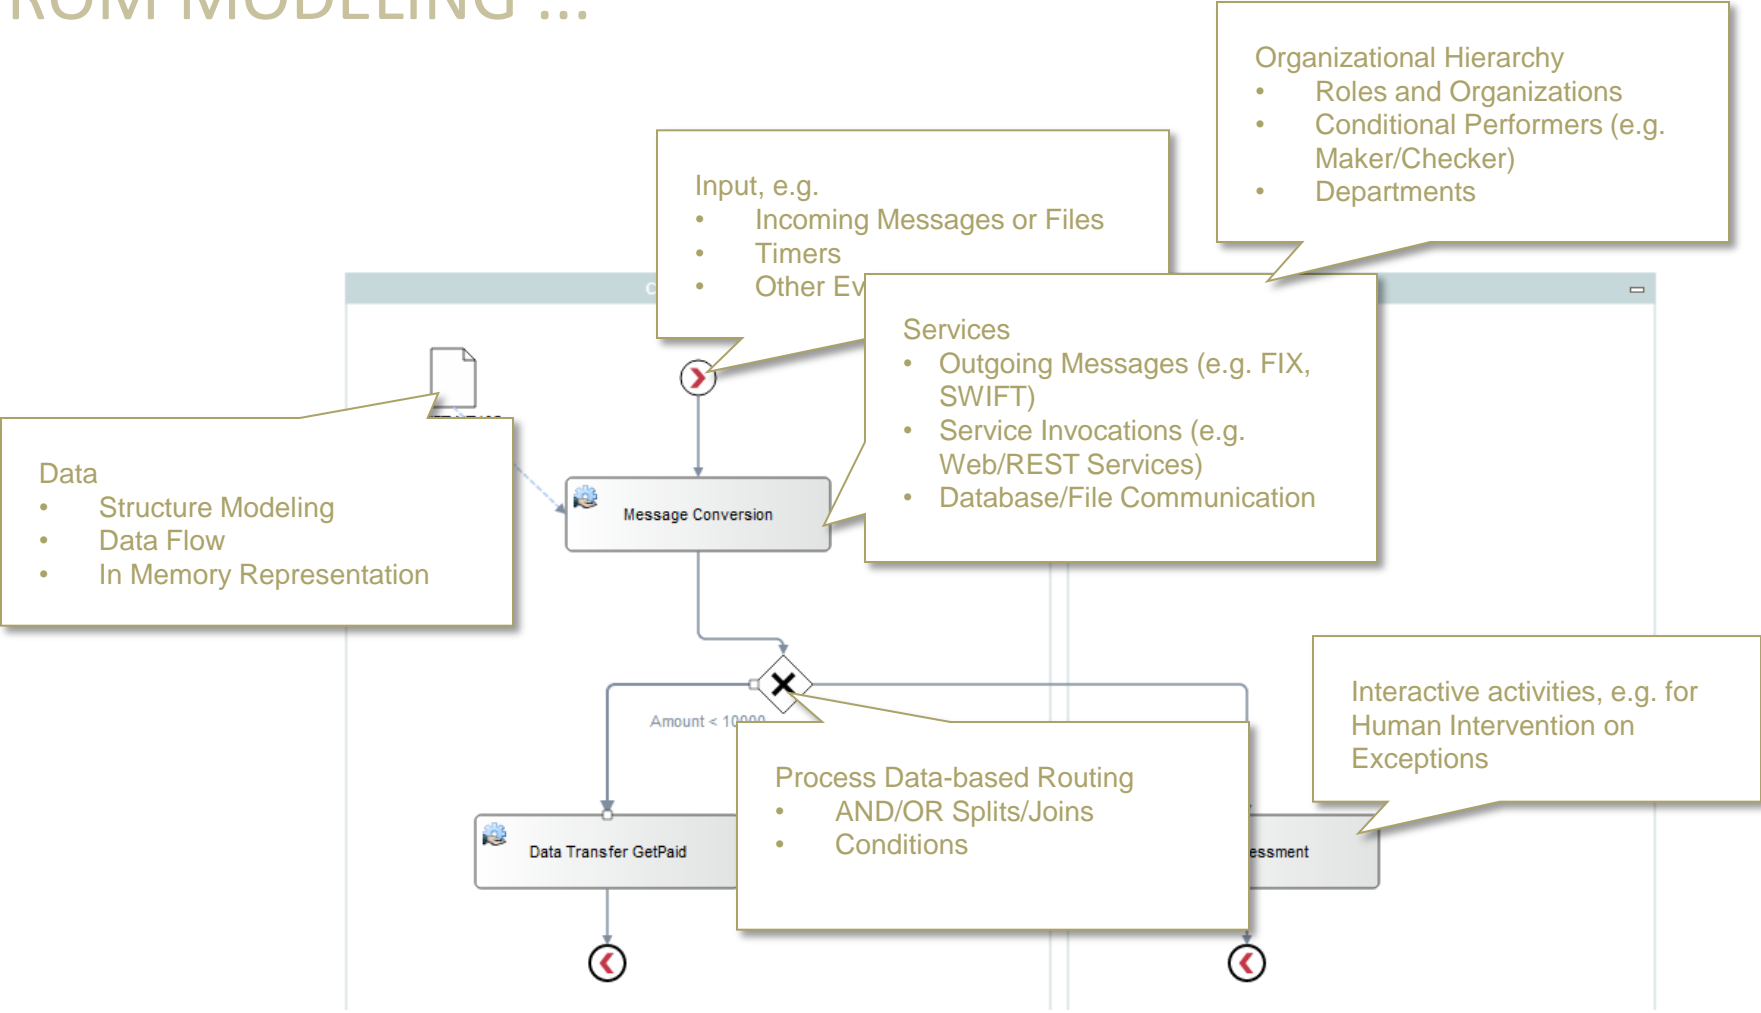 ROM MODELING ...
Organizational Hierarchy
• Roles and Organizations
• Conditional Performers (e.g.
Maker/Checker)
• Departments
Input, e.g.
• Incoming Messages or Files
• Timers
• Other Ev
Services
• Outgoing Messages (e.g. FIX,
SWIFT)
• Service Invocations (e.g.
Web/REST Services)
• Database/File Communication
Data
• Structure Modeling
• Data Flow
• In Memory Representation
Message Conversion
Amount < 10000
Interactive activities, e.g. for
Human Intervention on
Exceptions
Process Data-based Routing
• AND/OR Splits/Joins
• Conditions
Data Transfer GetPaid
essment